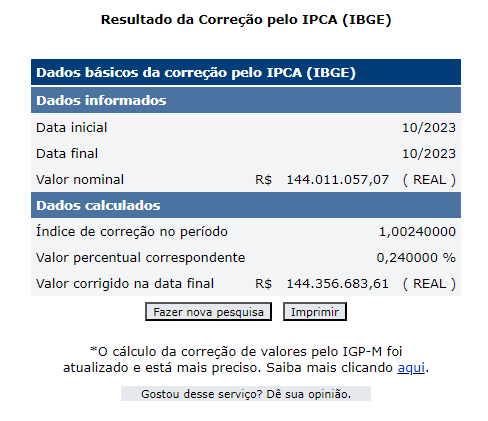 Resultado da Correção pelo IPCA (IBGE)
Dados básicos da correção pelo IPCA (IBGE)
Dados informados
Data inicial 10/2023
Data final 10/2023
Valor nominal R$ 144.011.057,07 ( REAL )
Dados calculados
Índice de correção no período 1,00240000
Valor percentual correspondente 0,240000 %
Valor corrigido na data final R$ 144.356.683,61 ( REAL )
Fazer nova pesquisa Imprimir
*O cálculo da correção de valores pelo IGP-M foi
atualizado e está mais preciso. Saiba mais clicando aqui.
Gostou desse serviço? Dê sua opinião.